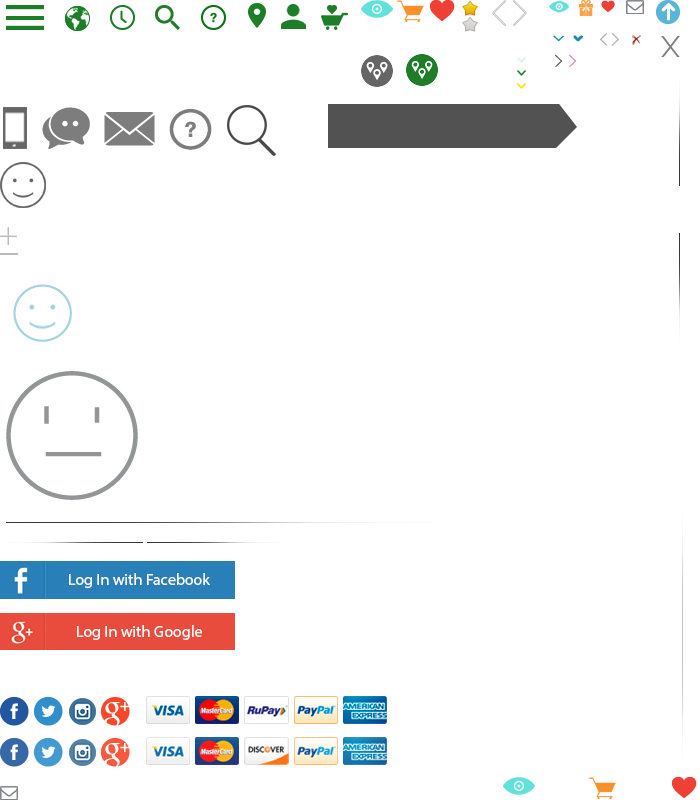 ?
?
X
Log In with Facebook
Log In with Google
f g+ VISA MasterCard RuPay PayPal AMERICAN EXPRESS
f g+ VISA MasterCard DISCOVER PayPal AMERICAN EXPRESS